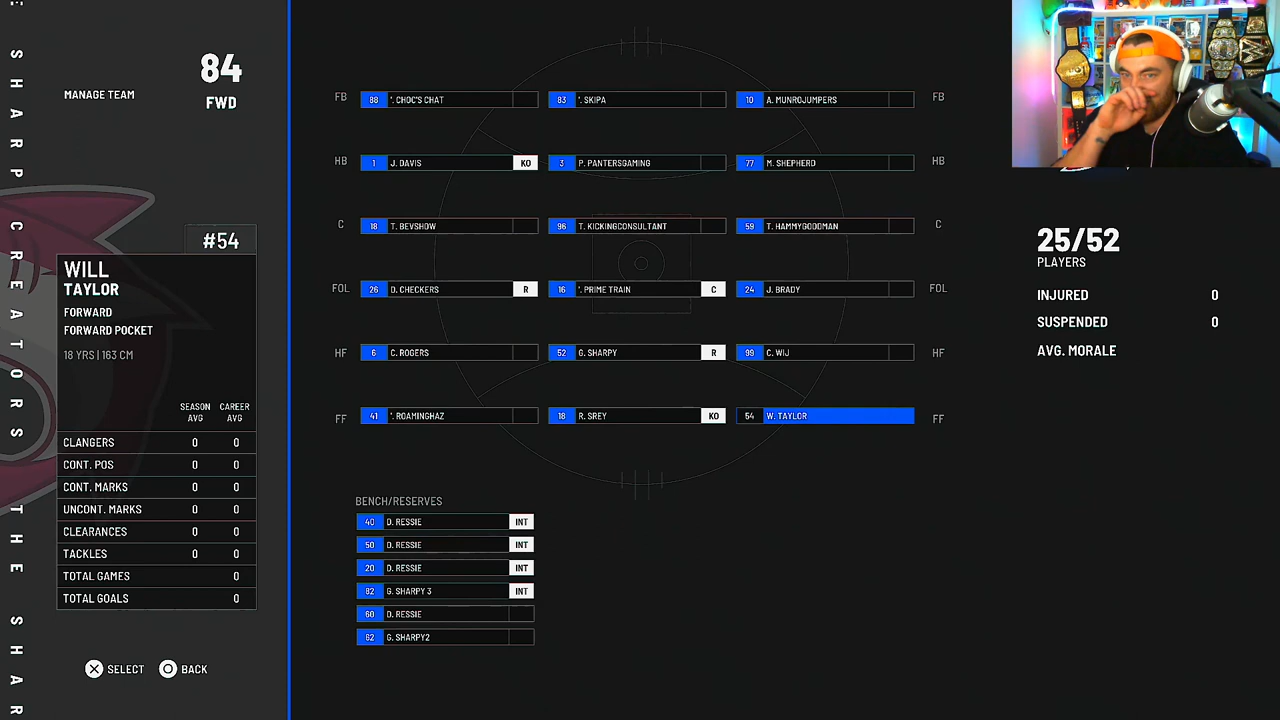 SHARP CREATORS THE SHAR
MANAGE TEAM
84
FWD
#54
WILL
TAYLOR
FORWARD
FORWARD POCKET
18 YRS | 163 CM
SEASON AVG CAREER AVG
CLANGERS 0 0
CONT. POS 0 0
CONT. MARKS 0 0
UNCONT. MARKS 0 0
CLEARANCES 0 0
TACKLES 0 0
TOTAL GAMES 0
TOTAL GOALS 0
SELECT BACK
FB 88 '. CHOC'S CHAT 83 '. SKIPA 10 A. MUNROJUMPERS FB
HB 1 J. DAVIS KO 3 P. PANTERSGAMING 77 M. SHEPHERD HB
C 18 T. BEVSHOW 96 T. KICKINGCONSULTANT 59 T. HAMMYGOODMAN C
FOL 26 D. CHECKERS R 16 '. PRIME TRAIN C 24 J. BRADY FOL
HF 6 C. ROGERS 52 G. SHARPY R 99 C. WIJ HF
FF 41 '. ROAMINGHAZ 18 R. SREY KO 54 W. TAYLOR FF
BENCH/RESERVES
40 D. RESSIE INT
50 D. RESSIE INT
20 D. RESSIE INT
82 G. SHARPY 3 INT
60 D. RESSIE
62 G. SHARPY2
25/52
PLAYERS
INJURED 0
SUSPENDED 0
AVG. MORALE